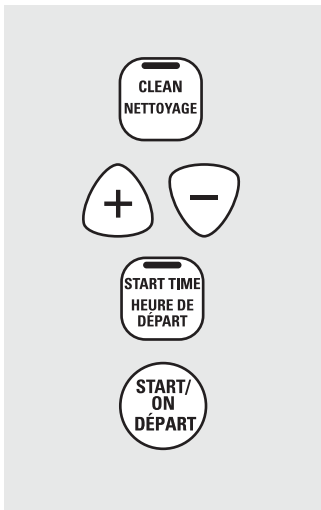 CLEAN
NETTOYAGE
+ −
START TIME
HEURE DE
DÉPART
START/
ON
DÉPART